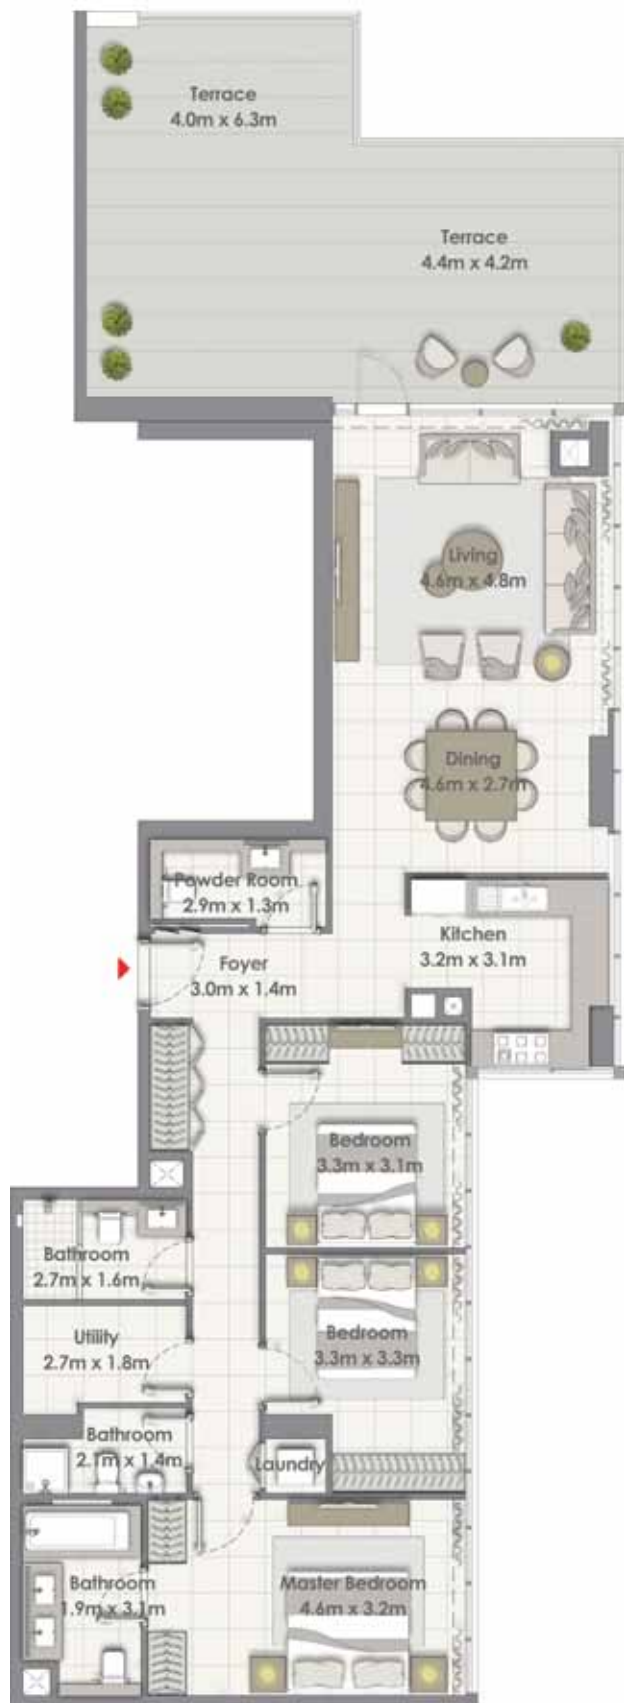 Terrace
4.0m x 6.3m
Terrace
4.4m x 4.2m
Living
4.6m x 4.8m
Dining
4.6m x 2.7m
Powder Room
2.9m x 1.3m
Kitchen
3.2m x 3.1m
Foyer
3.0m x 1.4m
Bedroom
3.3m x 3.1m
Bathroom
2.7m x 1.6m
Utility
2.7m x 1.8m
Bedroom
3.3m x 3.3m
Bathroom
2.1m x 1.4m
Laundry
Bathroom
1.9m x 3.1m
Master Bedroom
4.6m x 3.2m